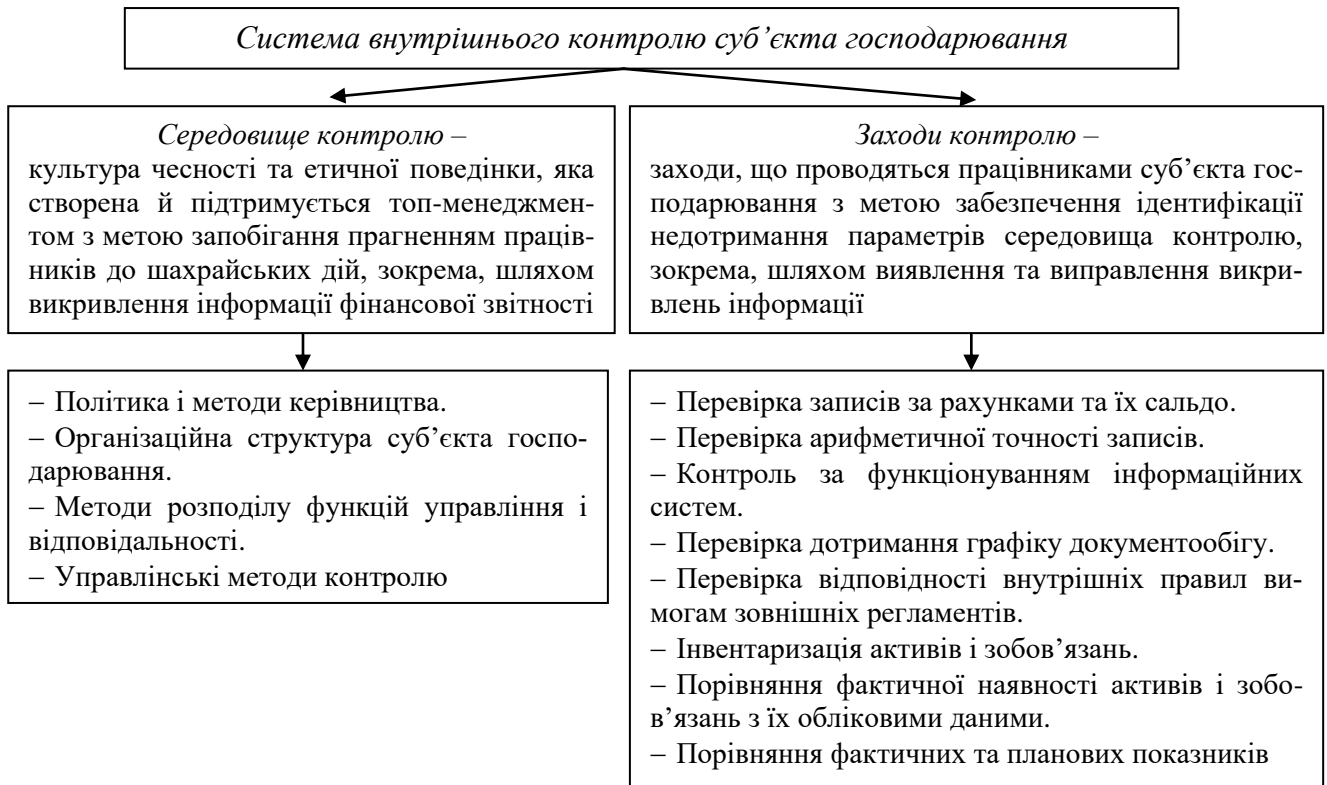 Система внутрішнього контролю суб’єкта господарювання
Середовище контролю –
культура чесності та етичної поведінки, яка
створена й підтримується топ-менеджмен-
том з метою запобігання прагненням праців-
ників до шахрайських дій, зокрема, шляхом
викривлення інформації фінансової звітності
Заходи контролю –
заходи, що проводяться працівниками суб’єкта гос-
подарювання з метою забезпечення ідентифікації
недотримання параметрів середовища контролю,
зокрема, шляхом виявлення та виправлення викри-
влень інформації
– Політика і методи керівництва.
– Організаційна структура суб’єкта госпо-
дарювання.
– Методи розподілу функцій управління і
відповідальності.
– Управлінські методи контролю
– Перевірка записів за рахунками та їх сальдо.
– Перевірка арифметичної точності записів.
– Контроль за функціонуванням інформаційних
систем.
– Перевірка дотримання графіку документообігу.
– Перевірка відповідності внутрішніх правил ви-
могам зовнішніх регламентів.
– Інвентаризація активів і зобов’язань.
– Порівняння фактичної наявності активів і зобо-
в’язань з їх обліковими даними.
– Порівняння фактичних та планових показників